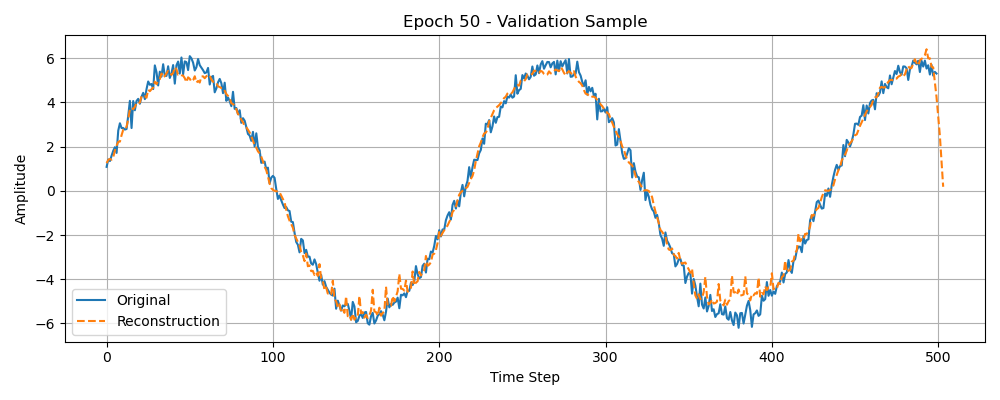 Epoch 50 - Validation Sample
Amplitude
6
4
2
0
−2
−4
−6
Original
Reconstruction
0 100 200 300 400 500
Time Step